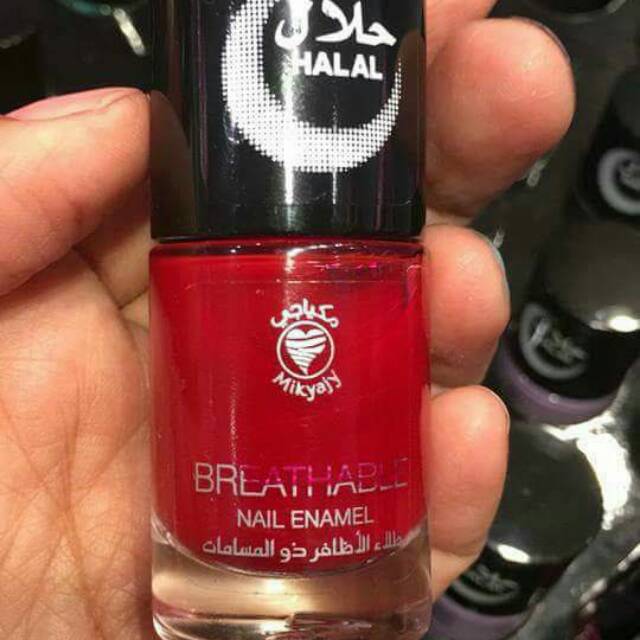 حلال
HALAL
مكياجي
Mikyajy
BREATHABLE
NAIL ENAMEL
طلاء الأظافر ذو المسامات